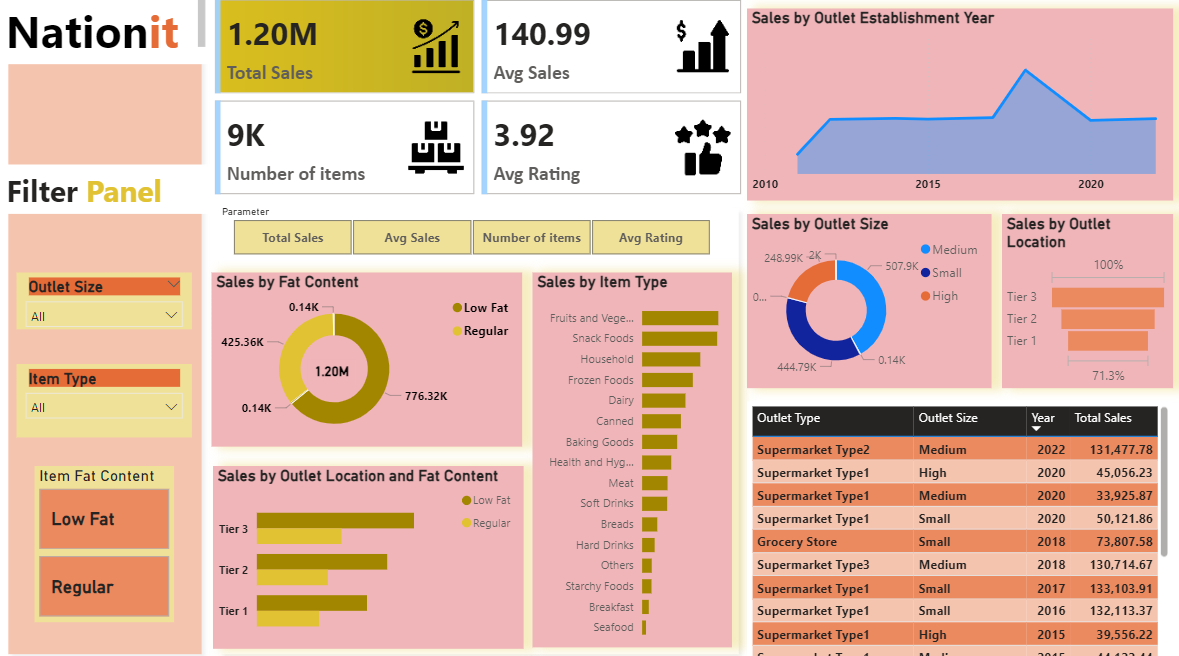 Nationit
Filter Panel
Outlet Size
All
Item Type
All
Item Fat Content
Low Fat
Regular
1.20M
Total Sales
140.99
Avg Sales
9K
Number of items
3.92
Avg Rating
Parameter
Total Sales
Avg Sales
Number of items
Avg Rating
Sales by Fat Content
0.14K
425.36K
0.14K
1.20M
776.32K
Low Fat
Regular
Sales by Outlet Location and Fat Content
Low Fat
Regular
Tier 3
Tier 2
Tier 1
Sales by Item Type
Fruits and Vege...
Snack Foods
Household
Frozen Foods
Dairy
Canned
Baking Goods
Health and Hyg...
Meat
Soft Drinks
Breads
Hard Drinks
Others
Starchy Foods
Breakfast
Seafood
Sales by Outlet Establishment Year
2010 2015 2020
Sales by Outlet Size
248.99K
507.9K
0...
444.79K
0.14K
Medium
Small
High
Sales by Outlet
Location
100%
Tier 3
Tier 2
Tier 1
71.3%
Outlet Type Outlet Size Year Total Sales
Supermarket Type2 Medium 2022 131,477.78
Supermarket Type1 High 2020 45,056.23
Supermarket Type1 Medium 2020 33,925.87
Supermarket Type1 Small 2020 50,121.86
Grocery Store Small 2018 73,807.58
Supermarket Type3 Medium 2018 130,714.67
Supermarket Type1 Small 2017 133,103.91
Supermarket Type1 Small 2016 132,113.37
Supermarket Type1 High 2015 39,556.22